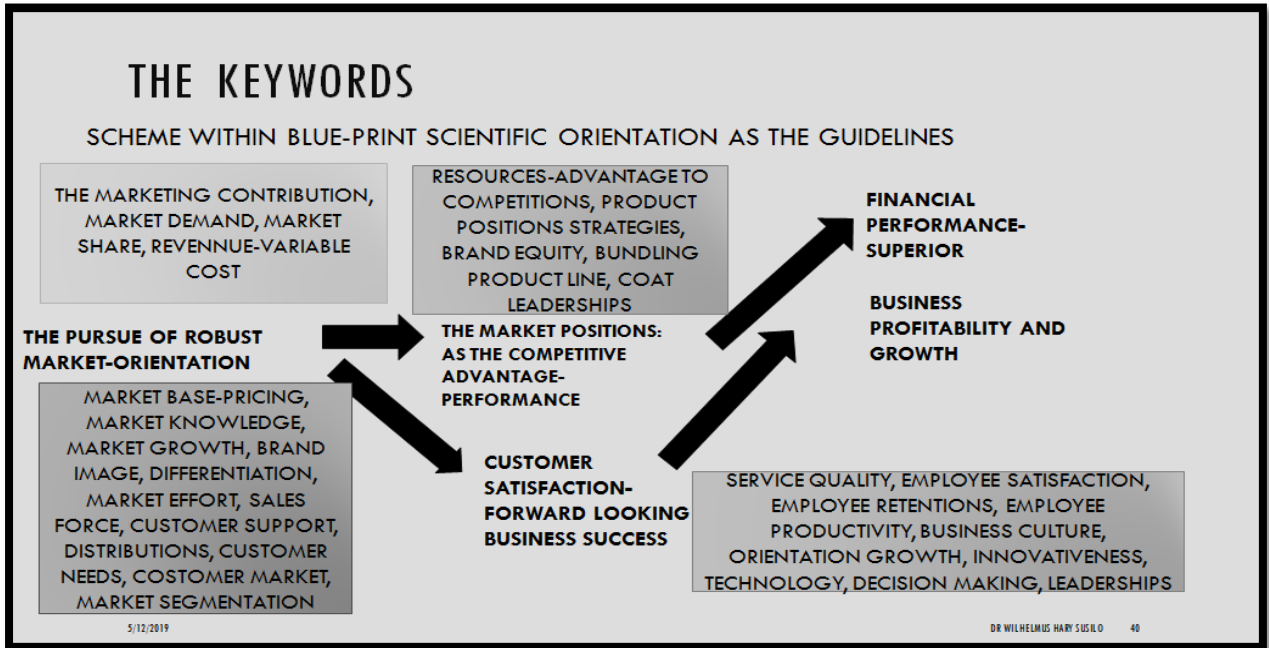 THE KEYWORDS
SCHEME WITHIN BLUE-PRINT SCIENTIFIC ORIENTATION AS THE GUIDELINES
THE MARKETING CONTRIBUTION,
MARKET DEMAND, MARKET
SHARE, REVENNUE-VARIABLE
COST
THE PURSUE OF ROBUST
MARKET-ORIENTATION
MARKET BASE-PRICING,
MARKET KNOWLEDGE,
MARKET GROWTH, BRAND
IMAGE, DIFFERENTIATION,
MARKET EFFORT, SALES
FORCE, CUSTOMER SUPPORT,
DISTRIBUTIONS, CUSTOMER
NEEDS, COSTOMER MARKET,
MARKET SEGMENTATION
RESOURCES-ADVANTAGE TO
COMPETITIONS, PRODUCT
POSITIONS STRATEGIES,
BRAND EQUITY, BUNDLING
PRODUCT LINE, COAT
LEADERSHIPS
THE MARKET POSITIONS:
AS THE COMPETITIVE
ADVANTAGE-
PERFORMANCE
CUSTOMER
SATISFACTION-
FORWARD LOOKING
BUSINESS SUCCESS
FINANCIAL
PERFORMANCE-
SUPERIOR
BUSINESS
PROFITABILITY AND
GROWTH
SERVICE QUALITY, EMPLOYEE SATISFACTION,
EMPLOYEE RETENTIONS, EMPLOYEE
PRODUCTIVITY, BUSINESS CULTURE,
ORIENTATION GROWTH, INNOVATIVENESS,
TECHNOLOGY, DECISION MAKING, LEADERSHIPS
5/12/2019
DR WILHELMUS HARY SUSILO 40